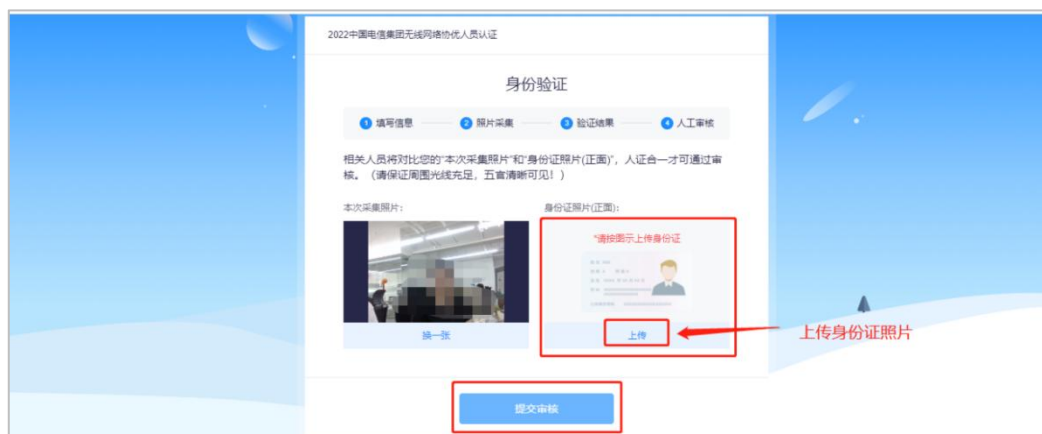 2022中国电信集团无线网络协优人员认证
身份验证
1 填写信息 2 照片采集 3 验证结果 4 人工审核
相关人员将对比您的“本次采集照片”和“身份证照片(正面)”，人证合一才可通过审
核。（请保证周围光线充足，五官清晰可见！）
本次采集照片： 身份证照片(正面)：
*请按图示上传身份证
换一张 上传
上传身份证照片
提交审核